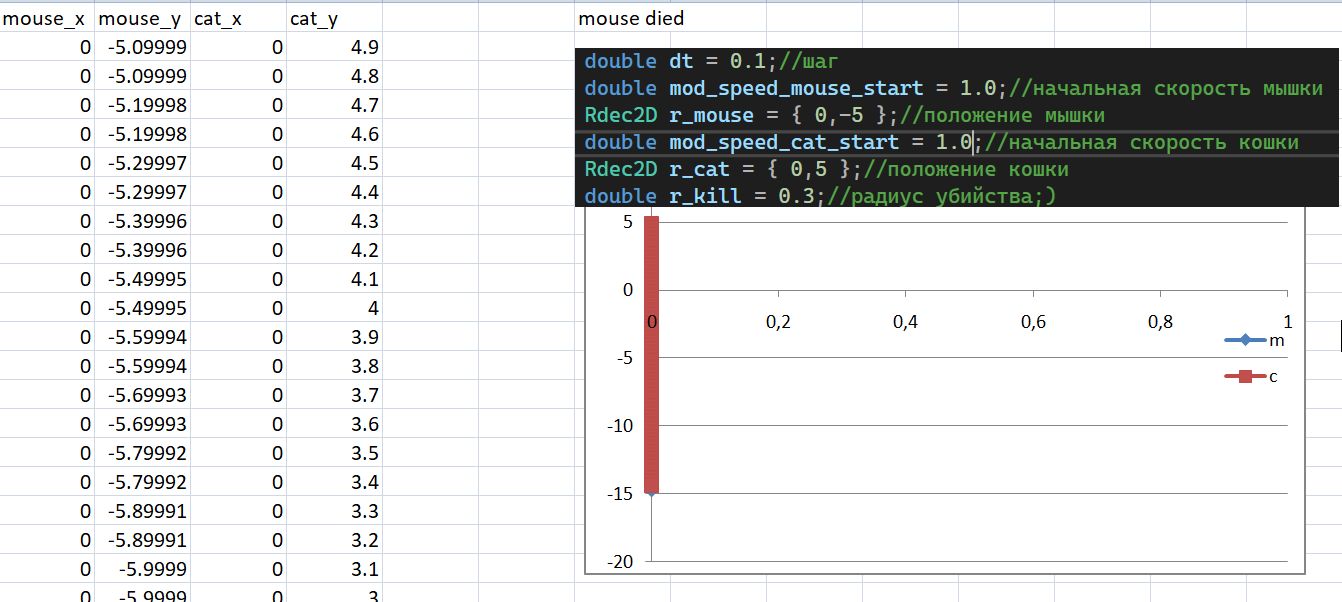 mouse_x mouse_y cat_x cat_y mouse died
0 -5.09999 0 4.9
0 -5.09999 0 4.8
0 -5.19998 0 4.7
0 -5.19998 0 4.6
0 -5.29997 0 4.5
0 -5.29997 0 4.4
0 -5.39996 0 4.3
0 -5.39996 0 4.2
0 -5.49995 0 4.1
0 -5.49995 0 4
0 -5.59994 0 3.9
0 -5.59994 0 3.8
0 -5.69993 0 3.7
0 -5.69993 0 3.6
0 -5.79992 0 3.5
0 -5.79992 0 3.4
0 -5.89991 0 3.3
0 -5.89991 0 3.2
0 -5.9999 0 3.1
0 -5.9999 0 3
double dt = 0.1;//шаг
double mod_speed_mouse_start = 1.0;//начальная скорость мышки
Rdec2D r_mouse = { 0,-5 };//положение мышки
double mod_speed_cat_start = 1.0;//начальная скорость кошки
Rdec2D r_cat = { 0,5 };//положение кошки
double r_kill = 0.3;//радиус убийства;)
5
0
0 0,2 0,4 0,6 0,8 1
m
-5
c
-10
-15
-20